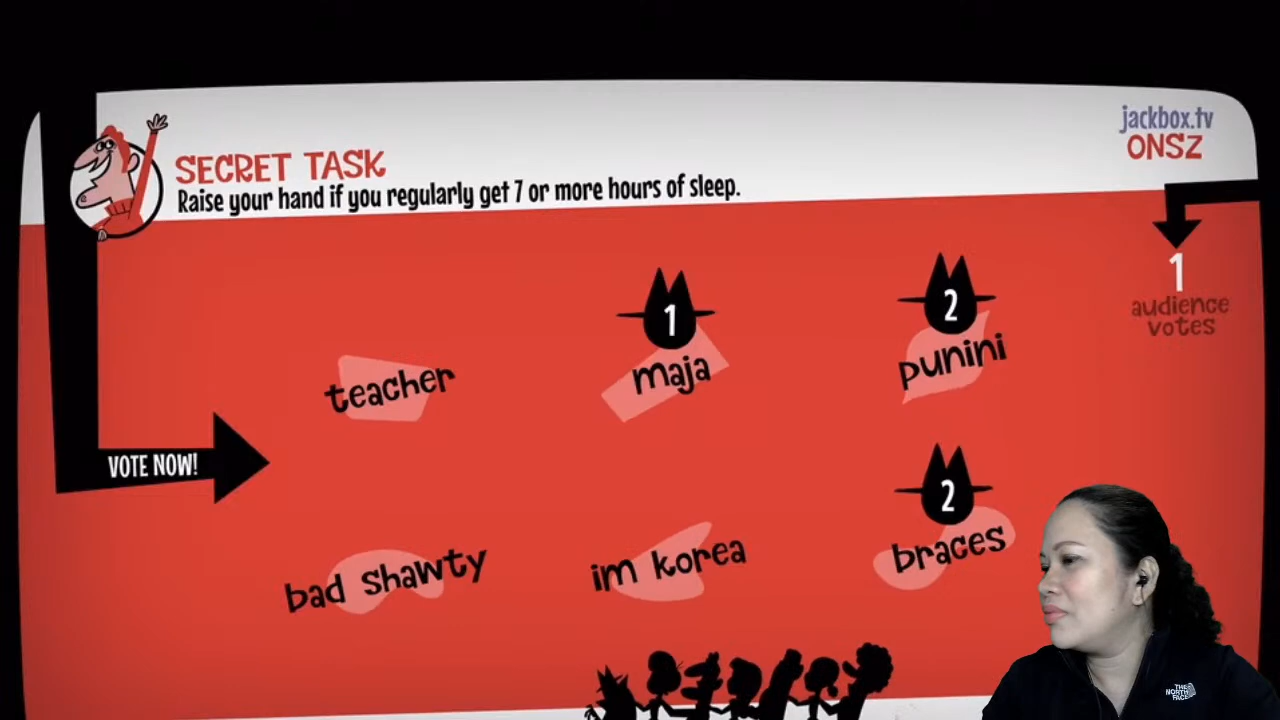 jackbox.tv
ONSZ
SECRET TASK
Raise your hand if you regularly get 7 or more hours of sleep.
1
audience
votes
1
2
teacher
maja
punini
VOTE NOW!
2
bad shawty
im korea
braces
THE
NORTH
FACE